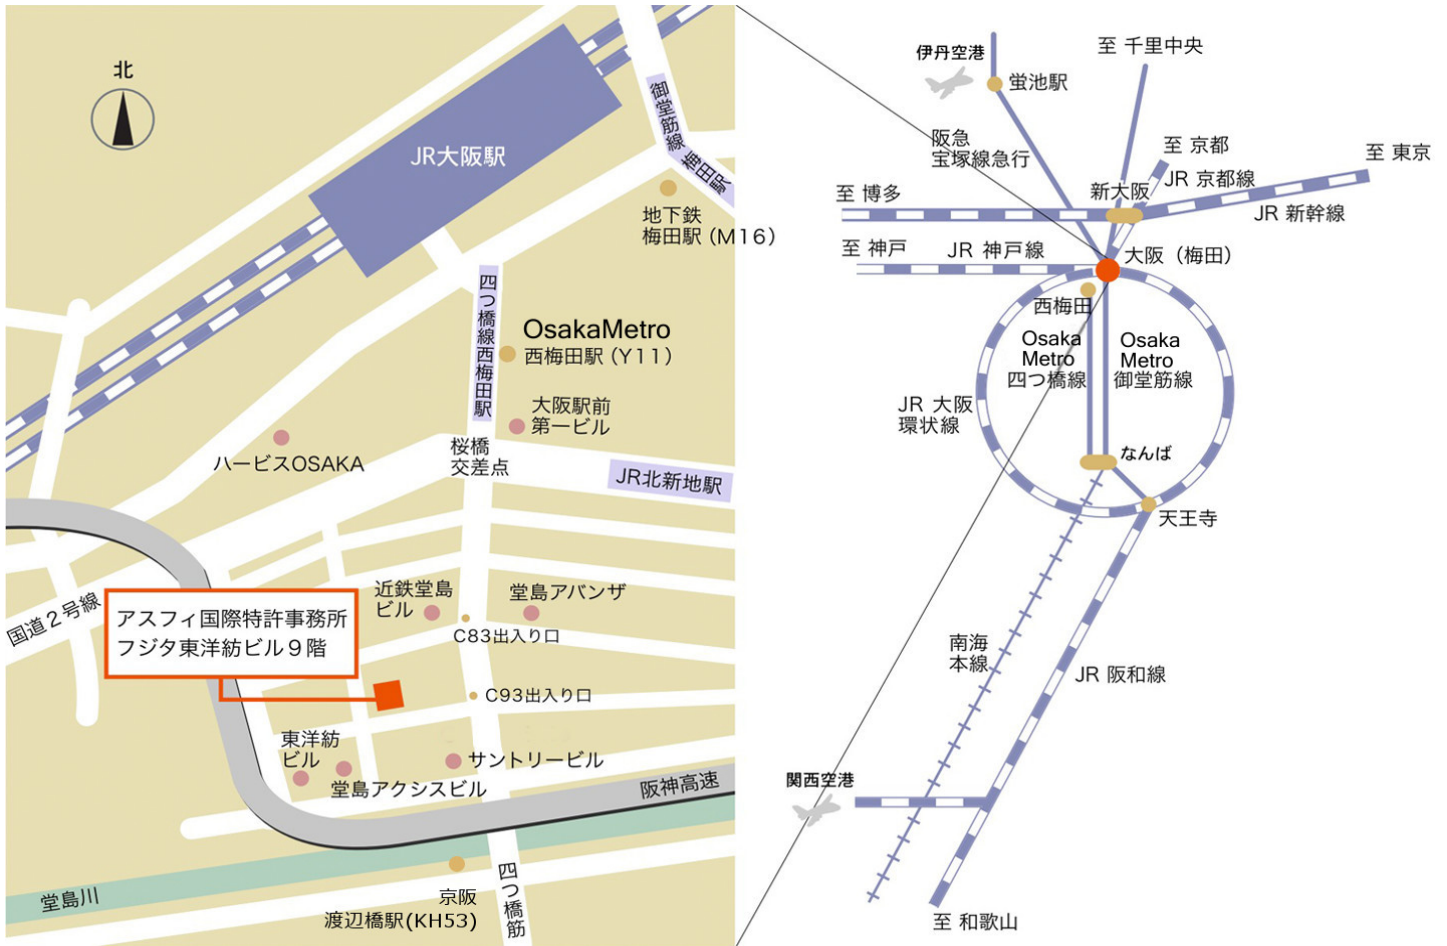 北
JR大阪駅
御堂筋線
梅田駅
地下鉄
梅田駅（M16）
四つ橋線西梅田駅
OsakaMetro
西梅田駅（Y11）
大阪駅前
第一ビル
ハービスOSAKA
桜橋
交差点
JR北新地駅
国道２号線
アスフィ国際特許事務所
フジタ東洋紡ビル９階
近鉄堂島
ビル
堂島アバンザ
C83出入り口
C93出入り口
東洋紡
ビル
堂島アクシスビル
サントリービル
阪神高速
堂島川
京阪
渡辺橋駅(KH53)
四つ橋筋
伊丹空港
蛍池駅
至 千里中央
阪急
宝塚線急行
至 京都
JR 京都線
至 東京
至 博多
新大阪
JR 新幹線
至 神戸
JR 神戸線
大阪（梅田）
西梅田
Osaka
Metro
四つ橋線
Osaka
Metro
御堂筋線
JR 大阪
環状線
なんば
天王寺
南海
本線
JR 阪和線
関西空港
至 和歌山